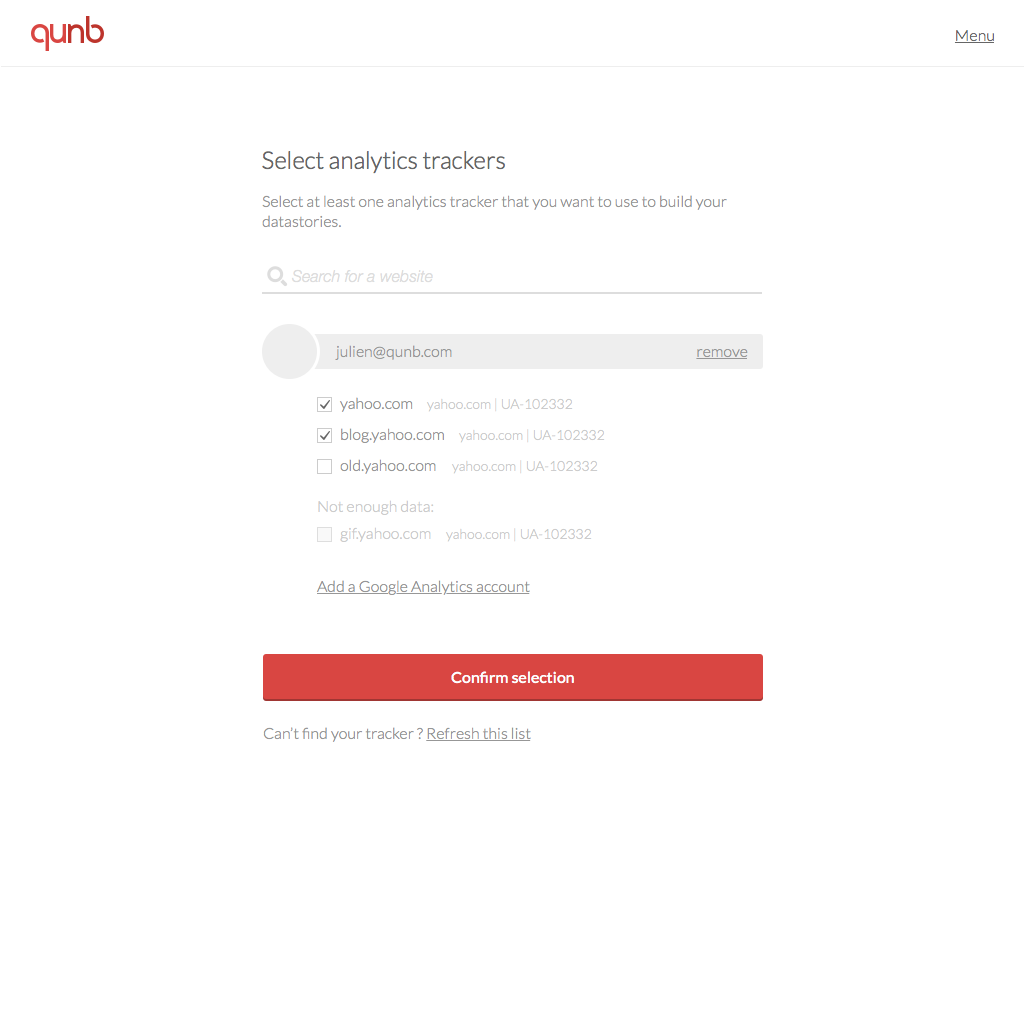 qunb
Menu
Select analytics trackers
Select at least one analytics tracker that you want to use to build your
datastories.
Search for a website
julien@qunb.com remove
yahoo.com yahoo.com | UA-102332
blog.yahoo.com yahoo.com | UA-102332
old.yahoo.com yahoo.com | UA-102332
Not enough data:
gif.yahoo.com yahoo.com | UA-102332
Add a Google Analytics account
Confirm selection
Can't find your tracker ? Refresh this list